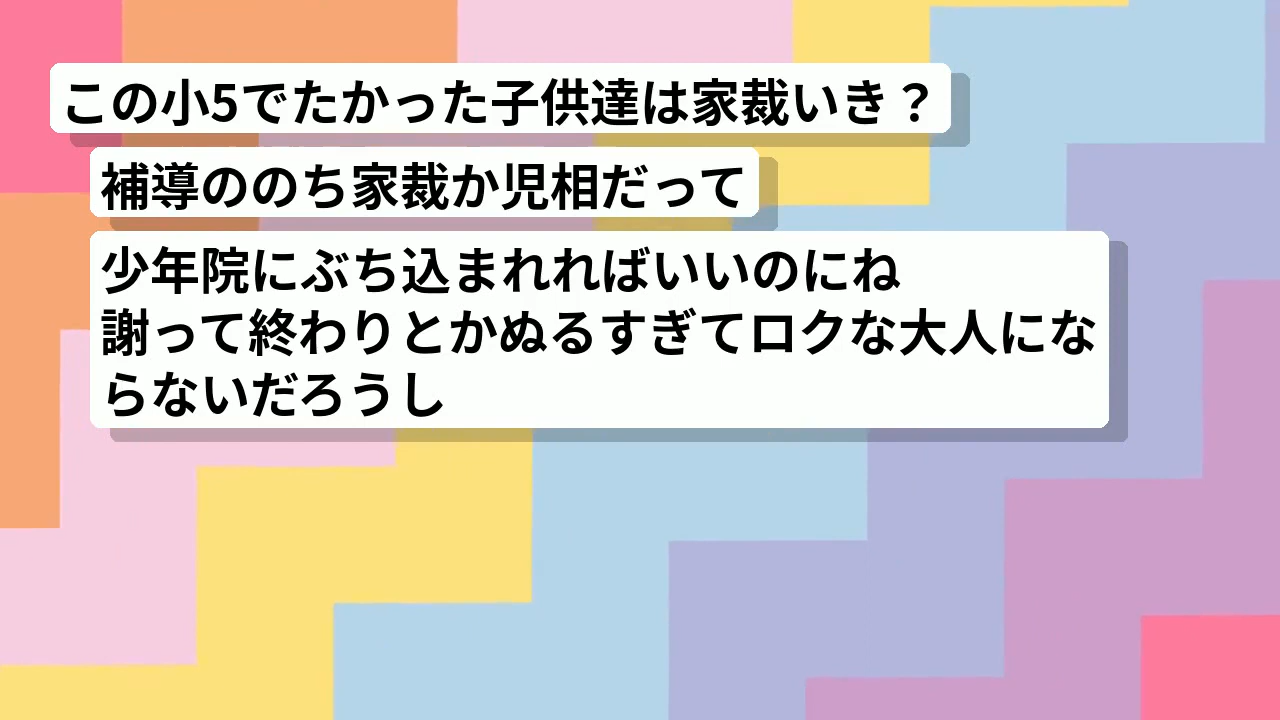 この小5でたかった子供達は家裁いき？
補導ののち家裁か児相だって
少年院にぶち込まれればいいのにね
謝って終わりとかぬるすぎてロクな大人にな
らないだろうし